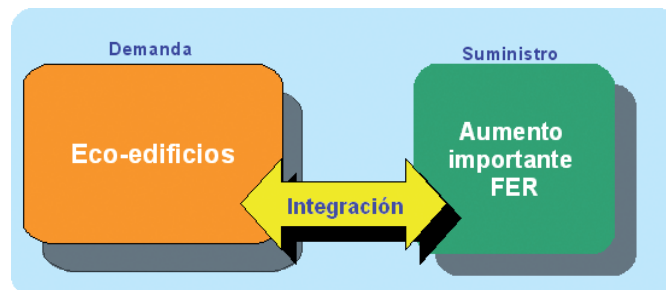 Demanda
Suministro
Eco-edificios
Aumento
importante
FER
Integración